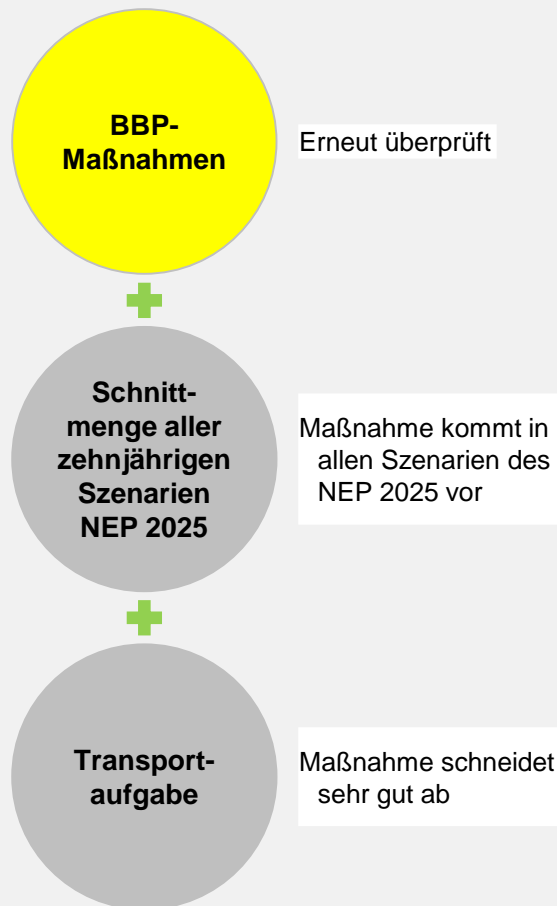 BBP-
Maßnahmen
Erneut überprüft
Schnitt-
menge aller
zehnjährigen
Szenarien
NEP 2025
Maßnahme kommt in
allen Szenarien des
NEP 2025 vor
Transport-
aufgabe
Maßnahme schneidet
sehr gut ab